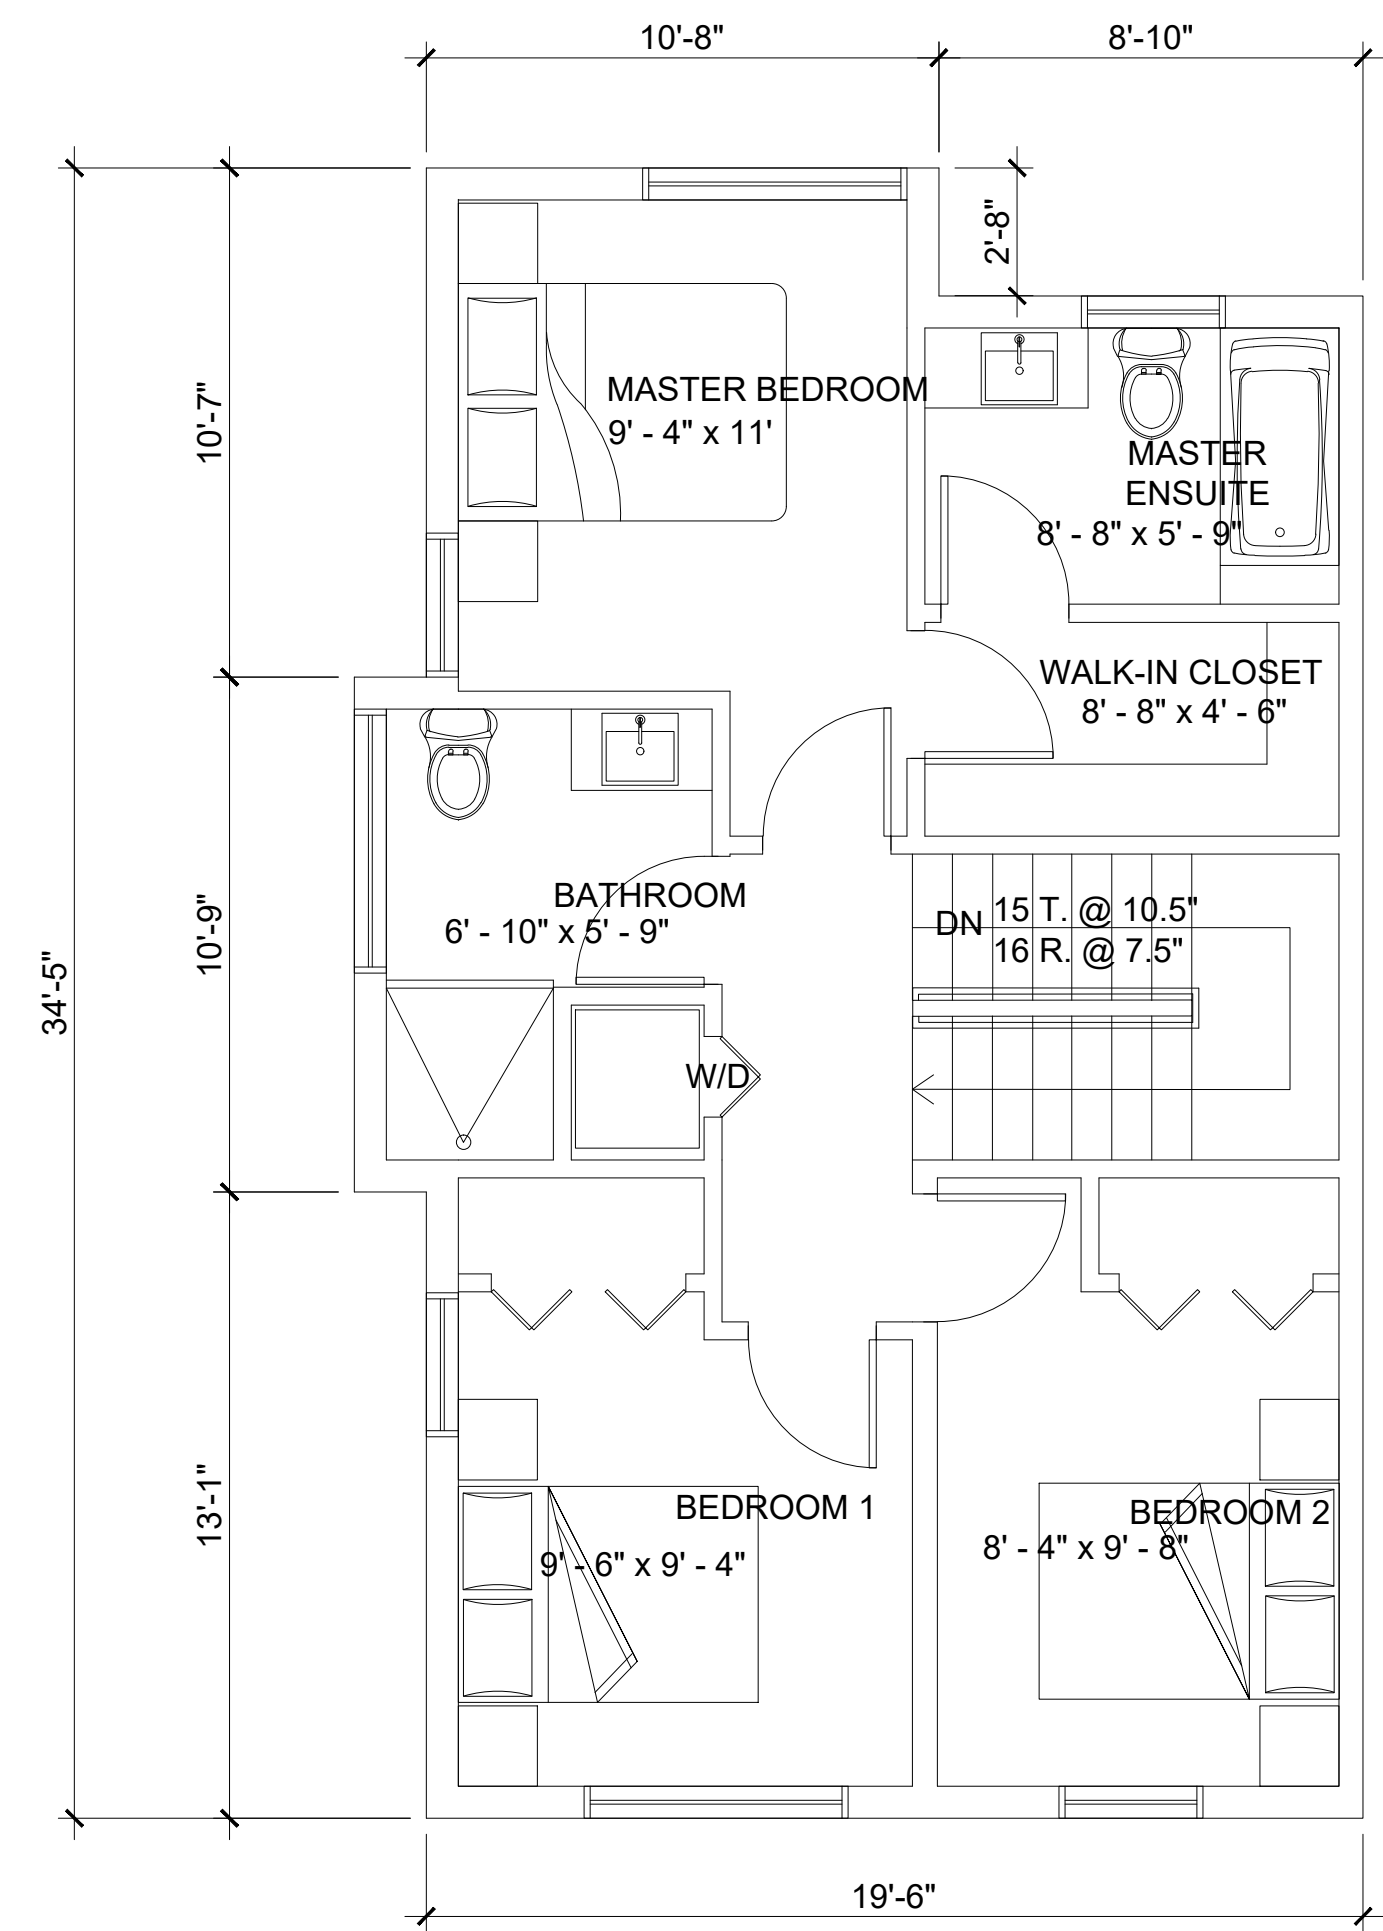 10'-8"
8'-10"
2'-8"
10'-7"
MASTER BEDROOM
9' - 4" x 11'
MASTER
ENSUITE
8' - 8" x 5' - 9"
WALK-IN CLOSET
8' - 8" x 4' - 6"
34'-5"
10'-9"
BATHROOM
6' - 10" x 5' - 9"
DN
15 T. @ 10.5"
16 R. @ 7.5"
W/D
13'-1"
BEDROOM 1
9' - 6" x 9' - 4"
BEDROOM 2
8' - 4" x 9' - 8"
19'-6"